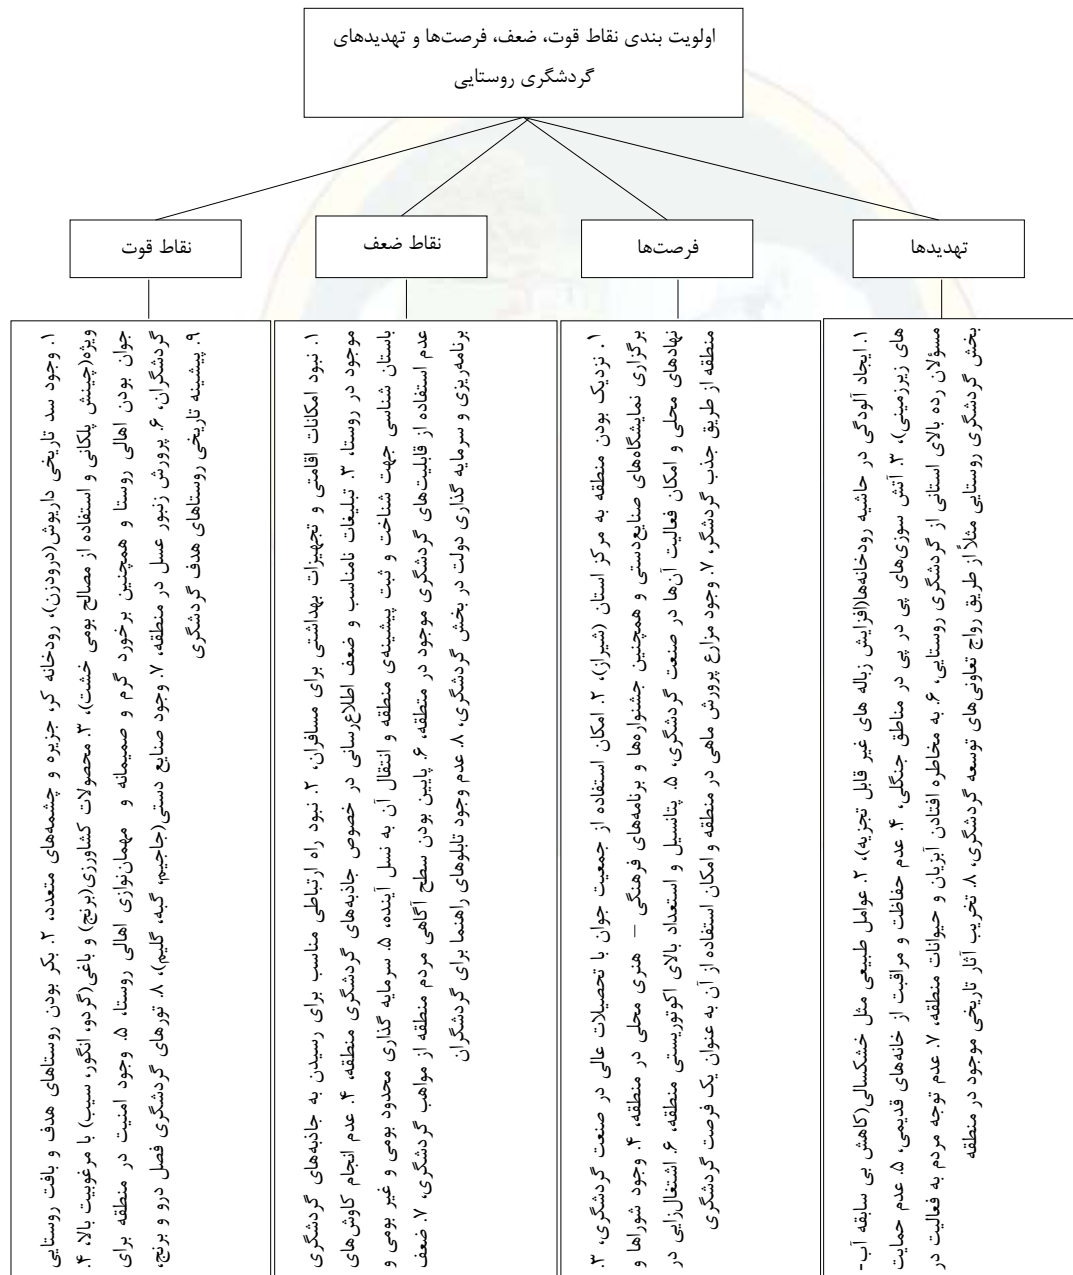 اولویت بندی نقاط قوت، ضعف، فرصت‌ها و تهدیدهای
گردشگری روستایی
تهدیدها
فرصت‌ها
نقاط ضعف
نقاط قوت
۱. ایجاد آلودگی در حاشیه رودخانه‌ها(افزایش زباله های غیر قابل تجزیه)، ۲. عوامل طبیعی مثل خشکسالی(کاهش بی سابقه آب-
های زیرزمینی)، ۳. آتش سوزی‌های پی در پی در مناطق جنگلی، ۴. عدم حفاظت و مراقبت از خانه‌های قدیمی، ۵. عدم حمایت
مسؤلان رده بالای استانی از گردشگری روستایی، ۶. به مخاطره افتادن آبزیان و حیوانات منطقه، ۷. عدم توجه مردم به فعالیت در
بخش گردشگری روستایی مثلاً از طریق رواج تعاونی‌های توسعه گردشگری، ۸. تخریب آثار تاریخی موجود در منطقه
۱. نزدیک بودن منطقه به مرکز استان (شیراز)، ۲. امکان استفاده از جمعیت جوان با تحصیلات عالی در صنعت گردشگری، ۳.
برگزاری نمایشگاه‌های صنایع‌دستی و همچنین جشنواره‌ها و برنامه‌های فرهنگی – هنری محلی در منطقه، ۴. وجود شوراها و
نهادهای محلی و امکان فعالیت آن‌ها در صنعت گردشگری، ۵. پتانسیل و استعداد بالای اکوتوریستی منطقه، ۶. اشتغال‌زایی در
منطقه از طریق جذب گردشگر، ۷. وجود مزارع پرورش ماهی در منطقه و امکان استفاده از آن به عنوان یک فرصت گردشگری
۱. نبود امکانات اقامتی و تجهیزات بهداشتی برای مسافران، ۲. نبود راه ارتباطی مناسب برای رسیدن به جاذبه‌های گردشگری
موجود در روستا، ۳. تبلیغات نامناسب و ضعف اطلاع‌رسانی در خصوص جاذبه‌های گردشگری منطقه، ۴. عدم انجام کاوش‌های
باستان شناسی جهت شناخت و ثبت پیشینه‌ی منطقه و انتقال آن به نسل آینده، ۵. سرمایه گذاری محدود بومی و غیر بومی و
عدم استفاده از قابلیت‌های گردشگری موجود در منطقه، ۶. پایین بودن سطح آگاهی مردم منطقه از مواهب گردشگری، ۷. ضعف
برنامه‌ریزی و سرمایه گذاری دولت در بخش گردشگری، ۸. عدم وجود تابلوهای راهنما برای گردشگران
۱. وجود سد تاریخی داریوش(درودزن)، رودخانه کر، جزیره و چشمه‌های متعدد، ۲. بکر بودن روستاهای هدف و بافت روستایی
ویژه(چینش پلکانی و استفاده از مصالح بومی خشت)، ۳. محصولات کشاورزی(برنج) و باغی(گردو، انگور، سیب) با مرغوبیت بالا، ۴.
جوان بودن اهالی روستا و همچنین برخورد گرم و صمیمانه و مهمان‌نوازی اهالی روستا، ۵. وجود امنیت در منطقه برای
گردشگران، ۶. پرورش زنبور عسل در منطقه، ۷. وجود صنایع دستی(جاجیم، گبه، گلیم)، ۸. تورهای گردشگری فصل درو و برنج،
۹. پیشینه تاریخی روستاهای هدف گردشگری